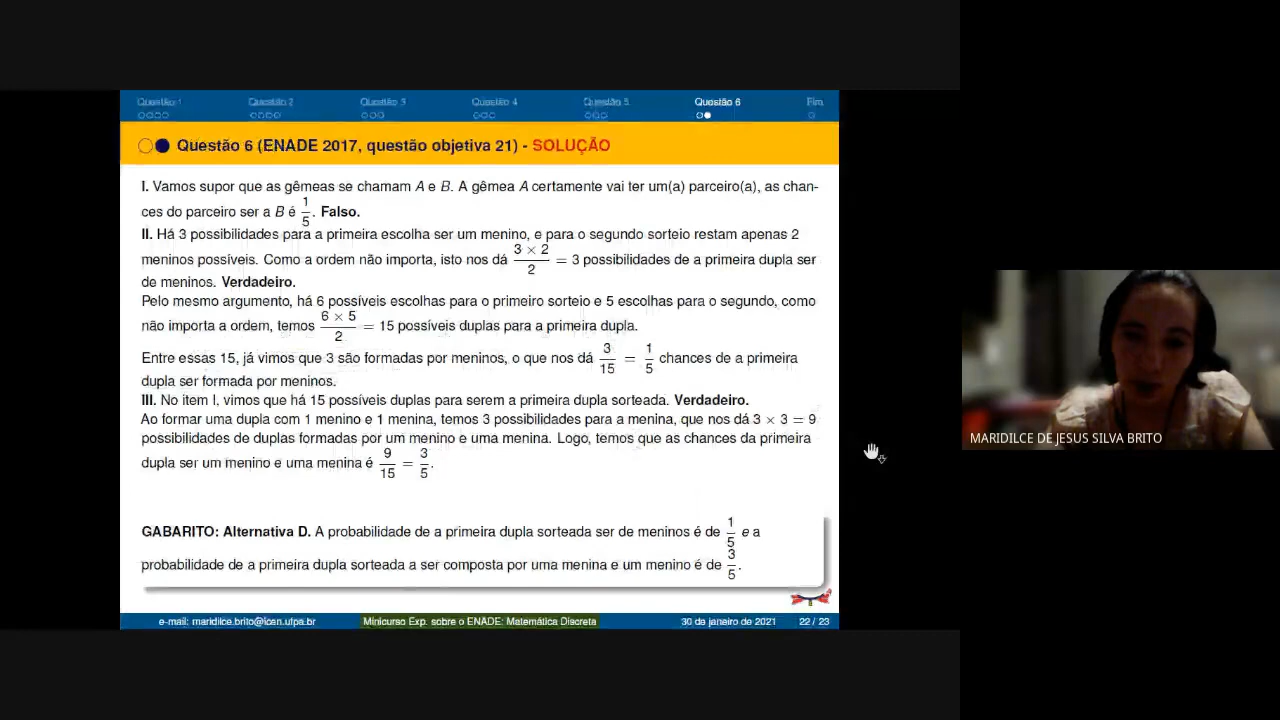 Questão 1 Questão 2 Questão 3 Questão 4 Questão 5 Questão 6 Fim
Questão 6 (ENADE 2017, questão objetiva 21) - SOLUÇÃO
I. Vamos supor que as gêmeas se chamam A e B. A gêmea A certamente vai ter um(a) parceiro(a), as chan-
ces do parceiro ser a B é 1/5. Falso.
II. Há 3 possibilidades para a primeira escolha ser um menino, e para o segundo sorteio restam apenas 2
meninos possíveis. Como a ordem não importa, isto nos dá (3 × 2)/2 = 3 possibilidades de a primeira dupla ser
de meninos. Verdadeiro.
Pelo mesmo argumento, há 6 possíveis escolhas para o primeiro sorteio e 5 escolhas para o segundo, como
não importa a ordem, temos (6 × 5)/2 = 15 possíveis duplas para a primeira dupla.
Entre essas 15, já vimos que 3 são formadas por meninos, o que nos dá 3/15 = 1/5 chances de a primeira
dupla ser formada por meninos.
III. No item I, vimos que há 15 possíveis duplas para serem a primeira dupla sorteada. Verdadeiro.
Ao formar uma dupla com 1 menino e 1 menina, temos 3 possibilidades para a menina, que nos dá 3 × 3 = 9
possibilidades de duplas formadas por um menino e uma menina. Logo, temos que as chances da primeira
dupla ser um menino e uma menina é 9/15 = 3/5.
GABARITO: Alternativa D. A probabilidade de a primeira dupla sorteada ser de meninos é de 1/5 e a
probabilidade de a primeira dupla sorteada a ser composta por uma menina e um menino é de 3/5.
e-mail: maridilce.brito@icen.ufpa.br Minicurso Exp. sobre o ENADE: Matemática Discreta 30 de janeiro de 2021 22 / 23
MARIDILCE DE JESUS SILVA BRITO